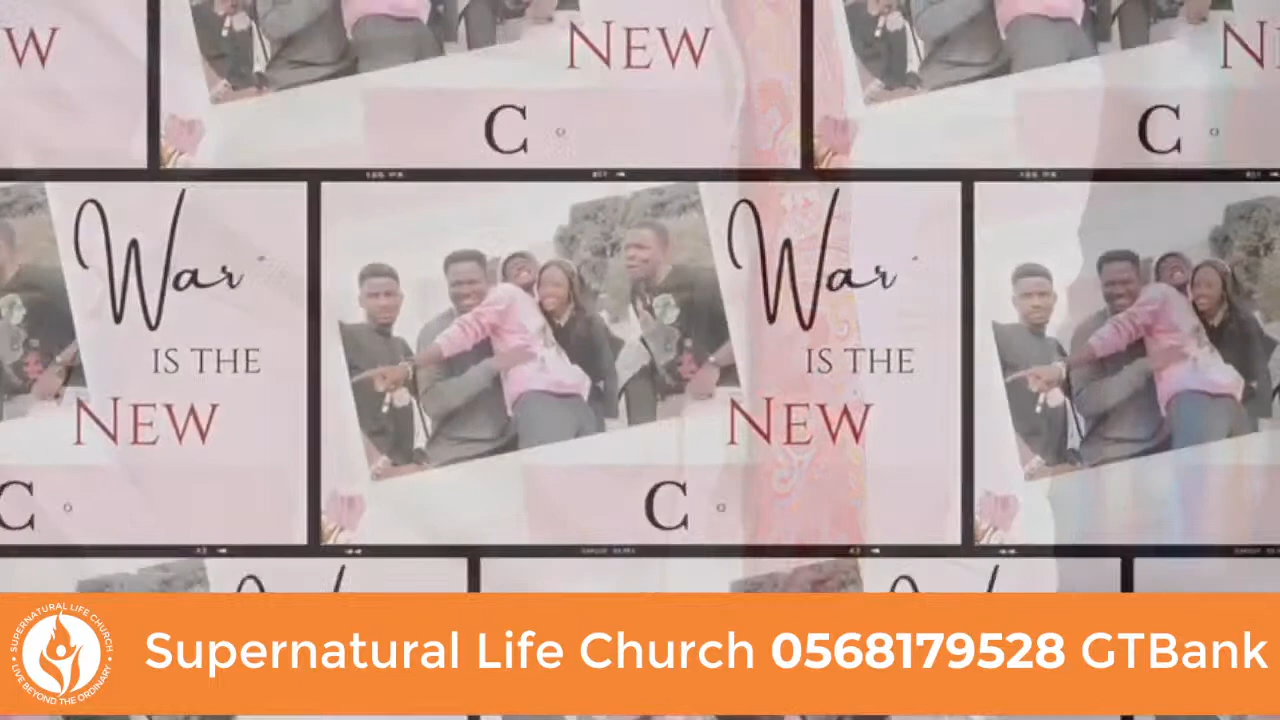 W
NEW
NE
C o
C o
War
IS THE
NEW
C o
War
IS THE
NEW
C o
SUPERNATURAL LIFE CHURCH
LIVE BEYOND THE ORDINARY
Supernatural Life Church 0568179528 GTBank